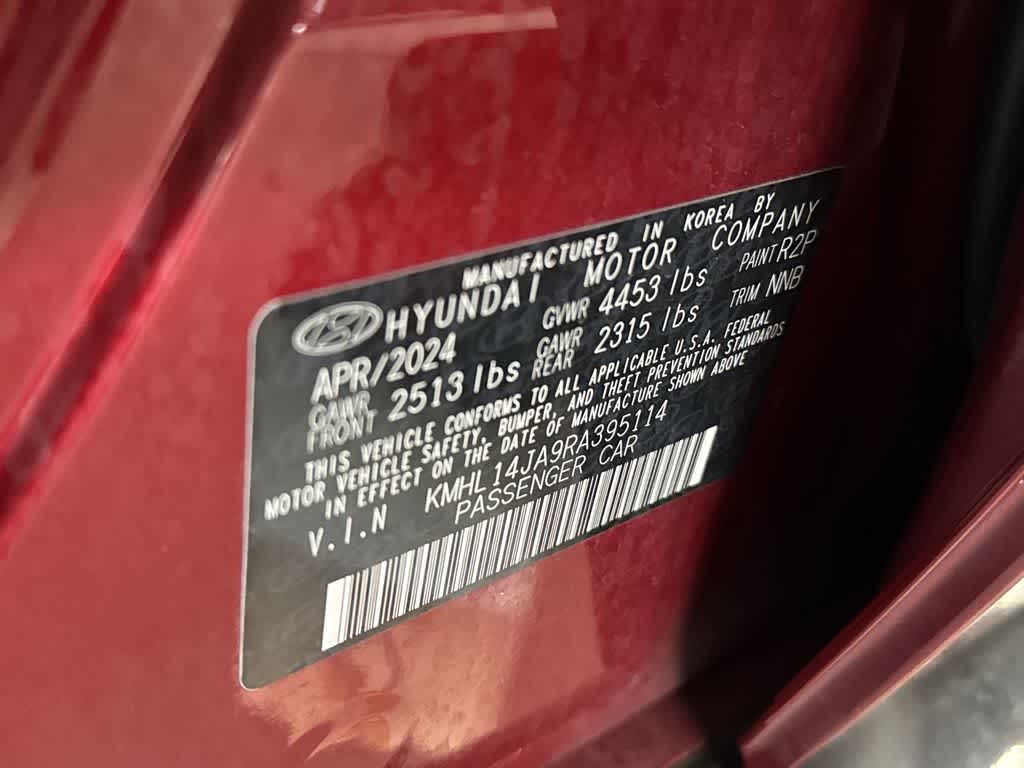 MANUFACTURED IN KOREA BY
HYUNDAI MOTOR COMPANY
APR/2024 GVWR 4453 lbs PAINT R2P
GAWR FRONT 2513 lbs GAWR REAR 2315 lbs TRIM NNB
THIS VEHICLE CONFORMS TO ALL APPLICABLE U.S.A. FEDERAL
MOTOR VEHICLE SAFETY, BUMPER, AND THEFT PREVENTION STANDARDS
IN EFFECT ON THE DATE OF MANUFACTURE SHOWN ABOVE
V.I.N KMHL14JA9RA395114
PASSENGER CAR